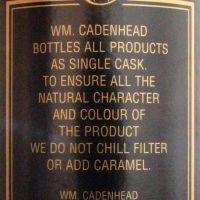 WM. CADENHEAD
BOTTLES ALL PRODUCTS
AS SINGLE CASK.
TO ENSURE ALL THE
NATURAL CHARACTER
AND COLOUR OF
THE PRODUCT
WE DO NOT CHILL FILTER
OR ADD CARAMEL.
WM. CADENHEAD